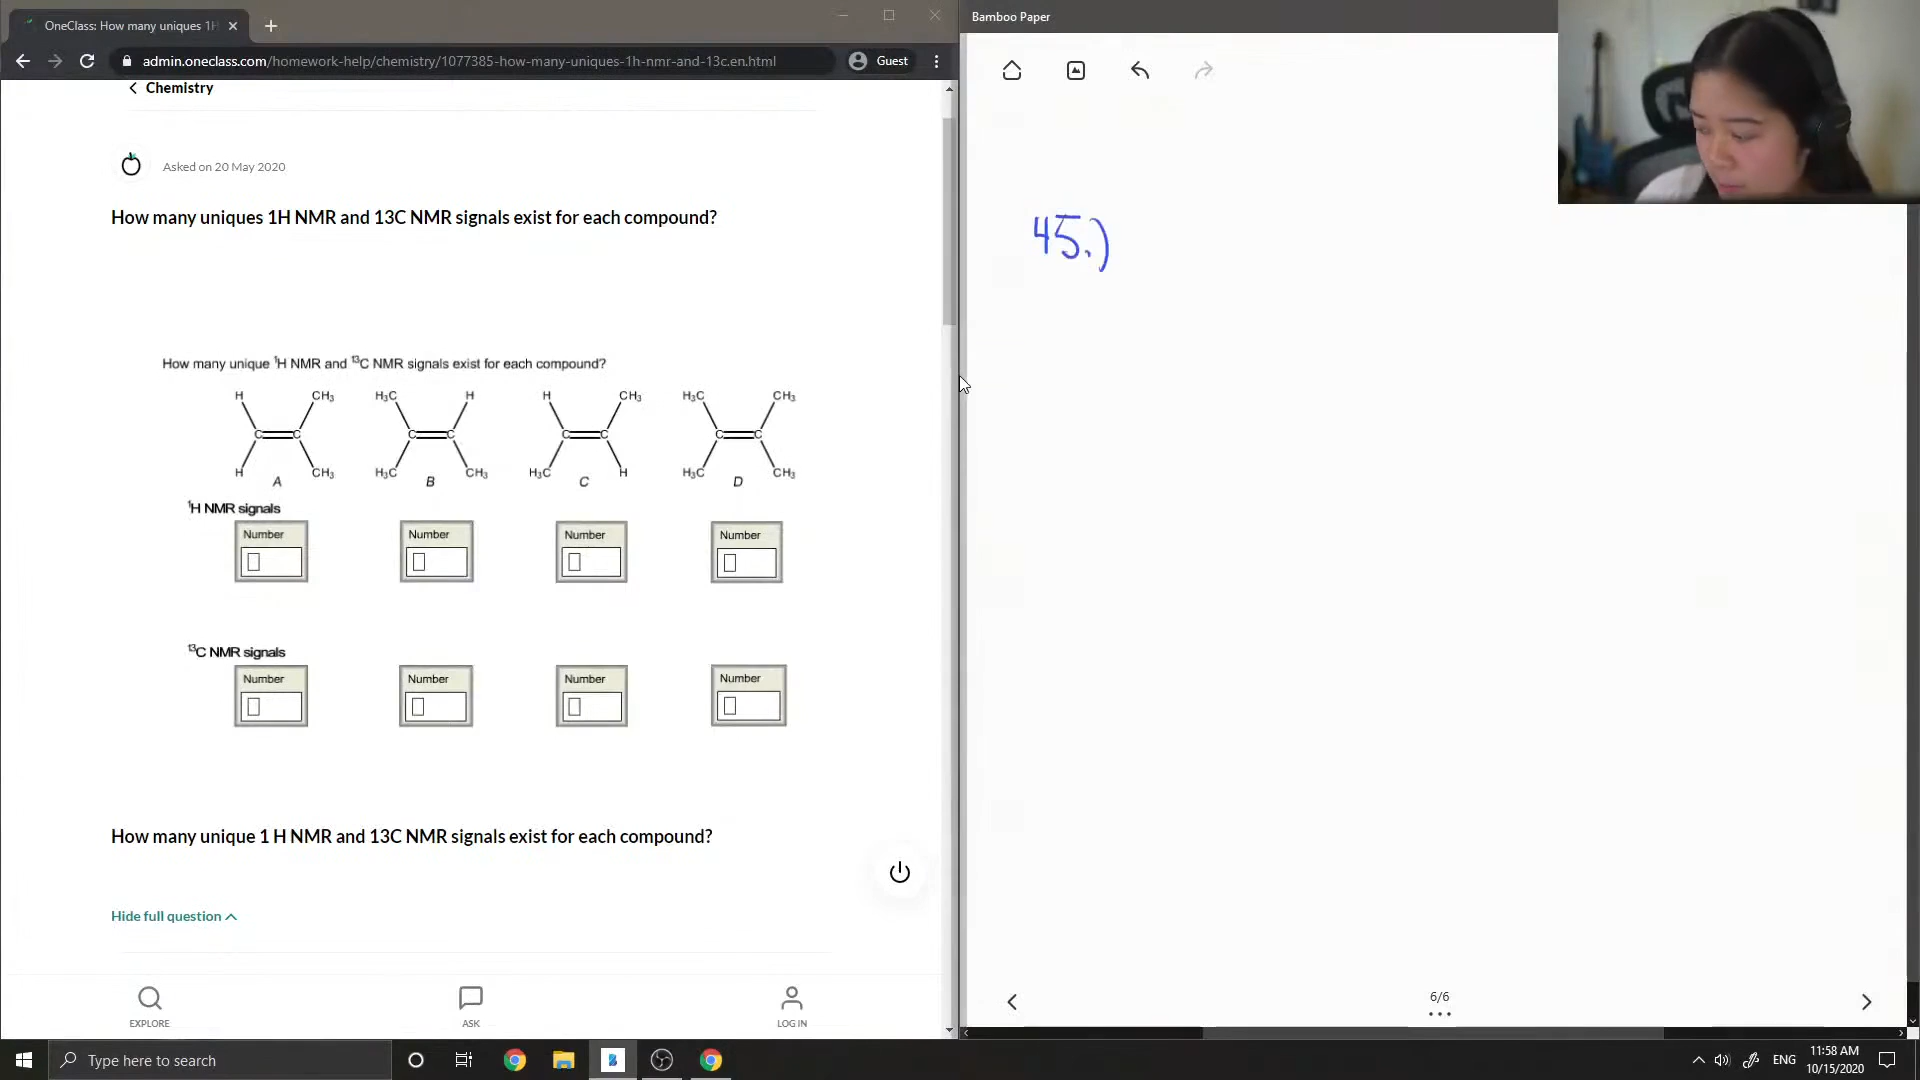 OneClass: How many uniques 1H
admin.oneclass.com/homework-help/chemistry/1077385-how-many-uniques-1h-nmr-and-13c.en.html
Guest
Chemistry
Asked on 20 May 2020
How many uniques 1H NMR and 13C NMR signals exist for each compound?
How many unique ¹H NMR and ¹³C NMR signals exist for each compound?
H CH₃ H₃C H H CH₃ H₃C CH₃
C C C C C C C C
H CH₃ H₃C CH₃ H₃C H H₃C CH₃
A B C D
¹H NMR signals
Number Number Number Number
¹³C NMR signals
Number Number Number Number
How many unique 1 H NMR and 13C NMR signals exist for each compound?
Hide full question
EXPLORE ASK LOG IN
Bamboo Paper
45.)
6/6
Type here to search
ENG
11:58 AM
10/15/2020